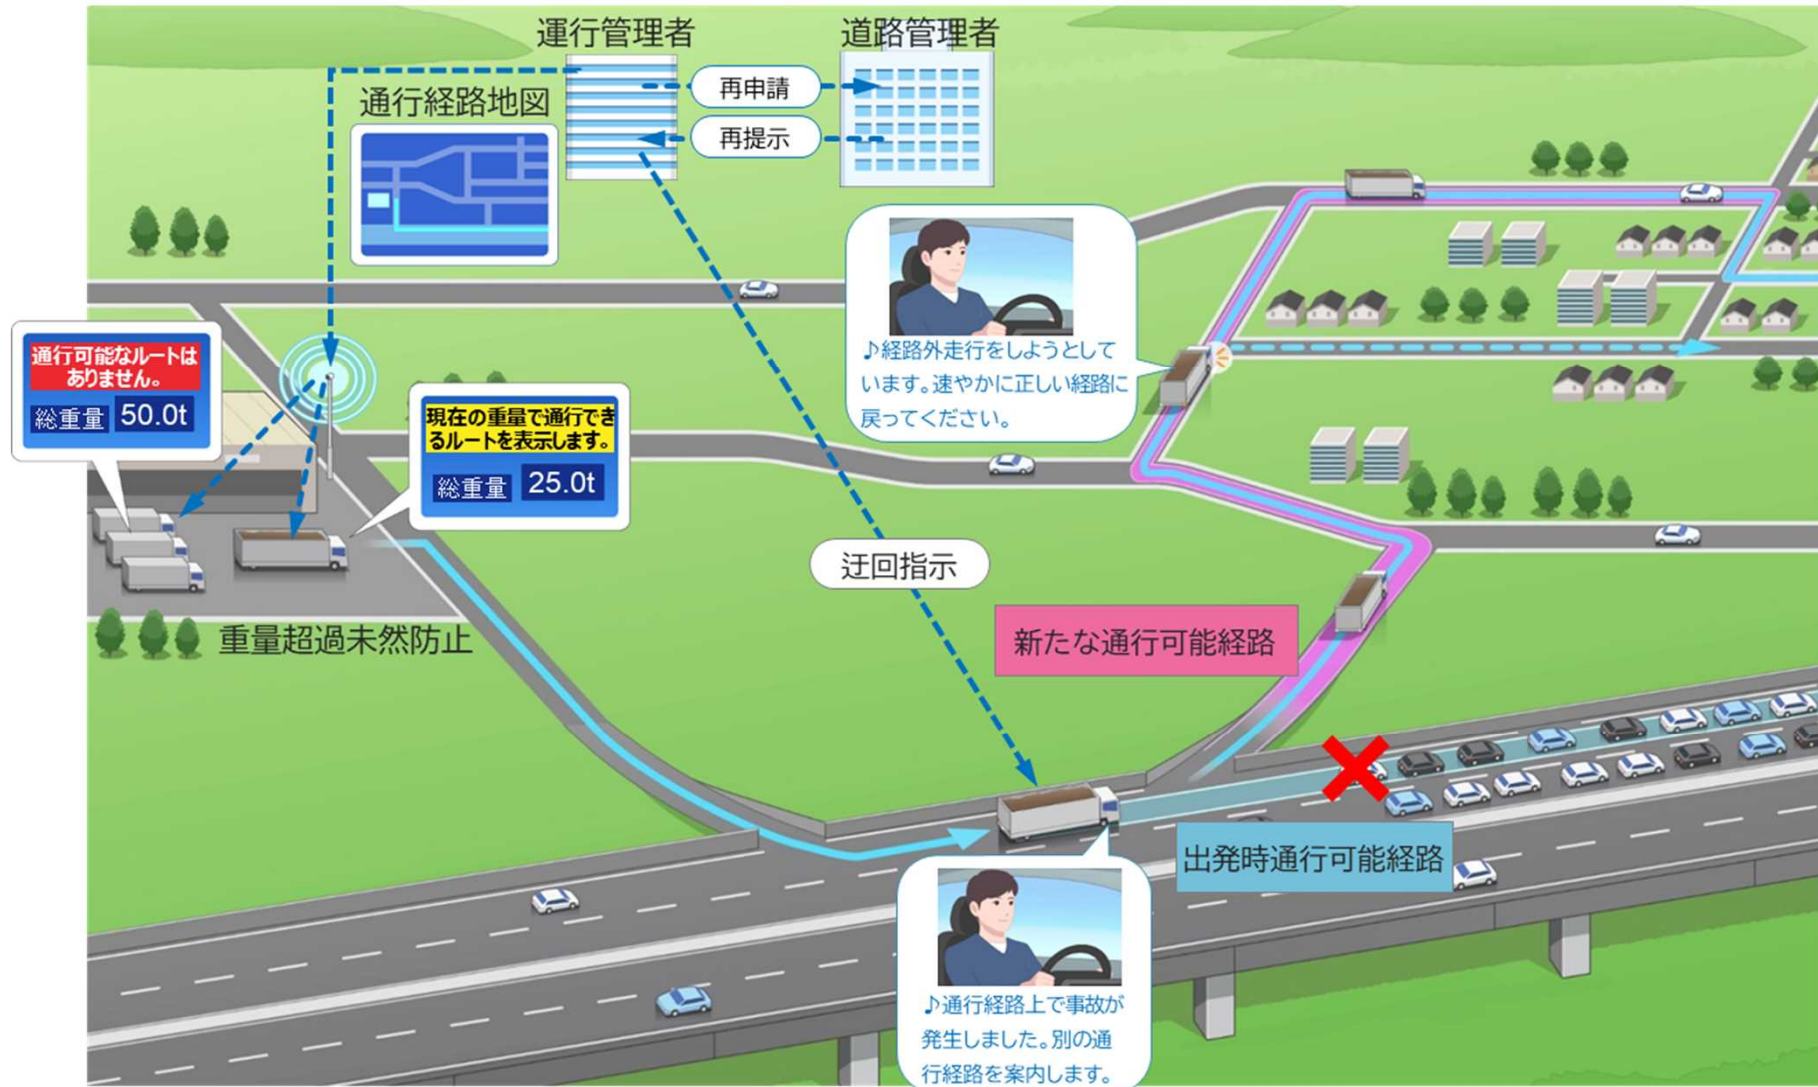 運行管理者
道路管理者
再申請
再提示
通行経路地図
通行可能なルートは
ありません。
総重量 50.0t
現在の重量で通行でき
るルートを表示します。
総重量 25.0t
♪経路外走行をしようとして
います。速やかに正しい経路に
戻ってください。
迂回指示
重量超過未然防止
新たな通行可能経路
出発時通行可能経路
♪通行経路上で事故が
発生しました。別の通
行経路を案内します。